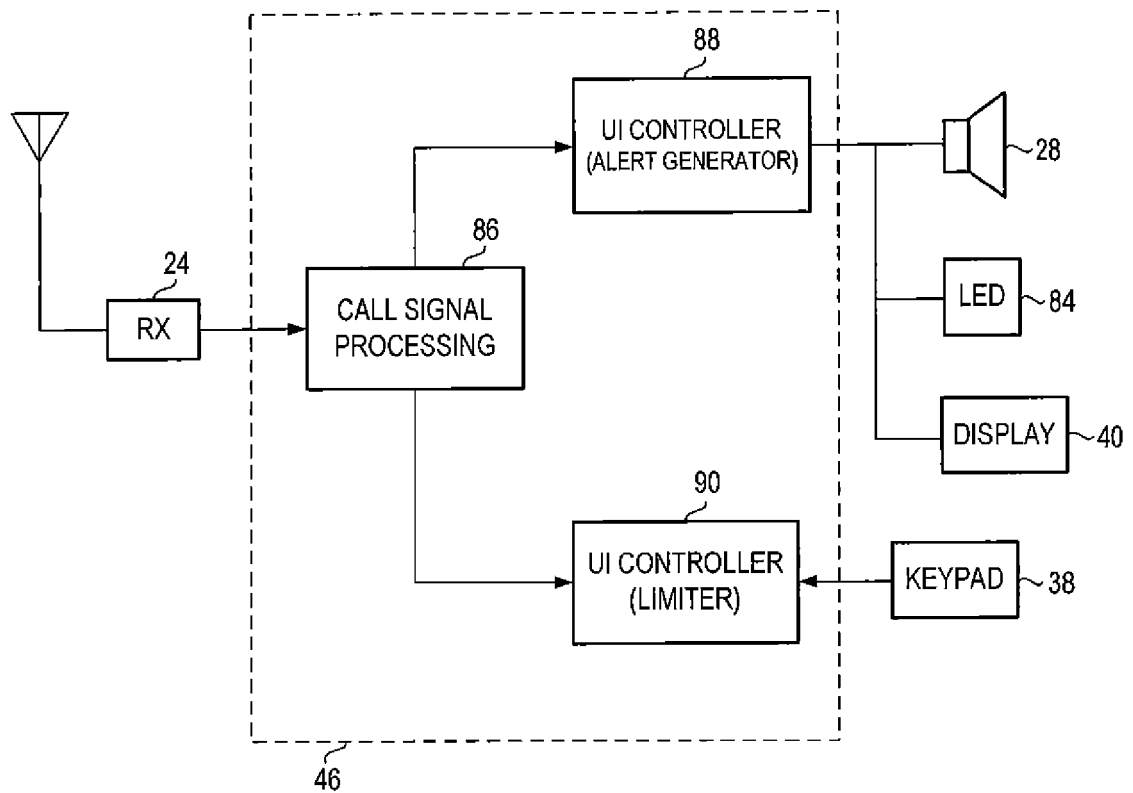 88
UI CONTROLLER
(ALERT GENERATOR)
28
24
RX
86
CALL SIGNAL
PROCESSING
LED
84
DISPLAY
40
90
UI CONTROLLER
(LIMITER)
KEYPAD
38
46